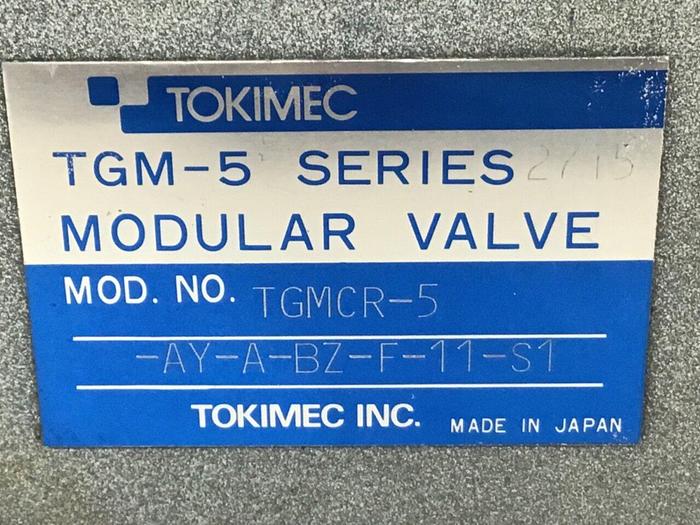 TOKIMEC
TGM-5 SERIES 2715
MODULAR VALVE
MOD. NO. TGMCR-5
-AY-A-BZ-F-11-S1
TOKIMEC INC. MADE IN JAPAN